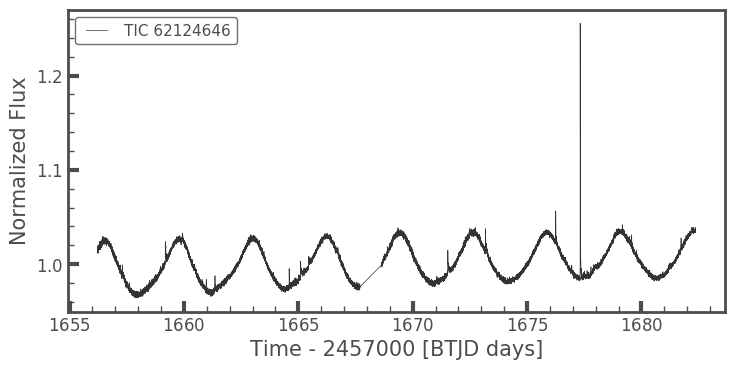 TIC 62124646
Normalized Flux
1.2
1.1
1.0
1655 1660 1665 1670 1675 1680
Time - 2457000 [BTJD days]